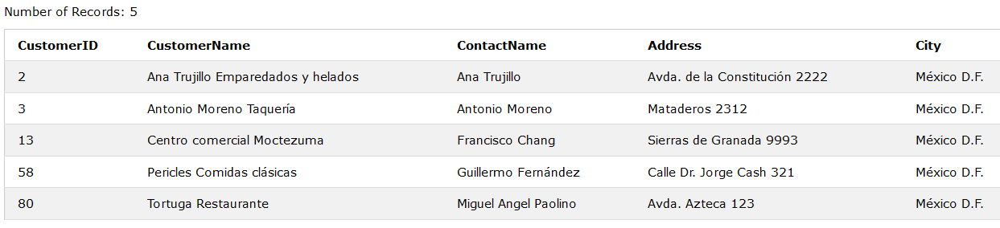 Number of Records: 5
CustomerID CustomerName ContactName Address City
2 Ana Trujillo Emparedados y helados Ana Trujillo Avda. de la Constitución 2222 México D.F.
3 Antonio Moreno Taquería Antonio Moreno Mataderos 2312 México D.F.
13 Centro comercial Moctezuma Francisco Chang Sierras de Granada 9993 México D.F.
58 Pericles Comidas clásicas Guillermo Fernández Calle Dr. Jorge Cash 321 México D.F.
80 Tortuga Restaurante Miguel Angel Paolino Avda. Azteca 123 México D.F.